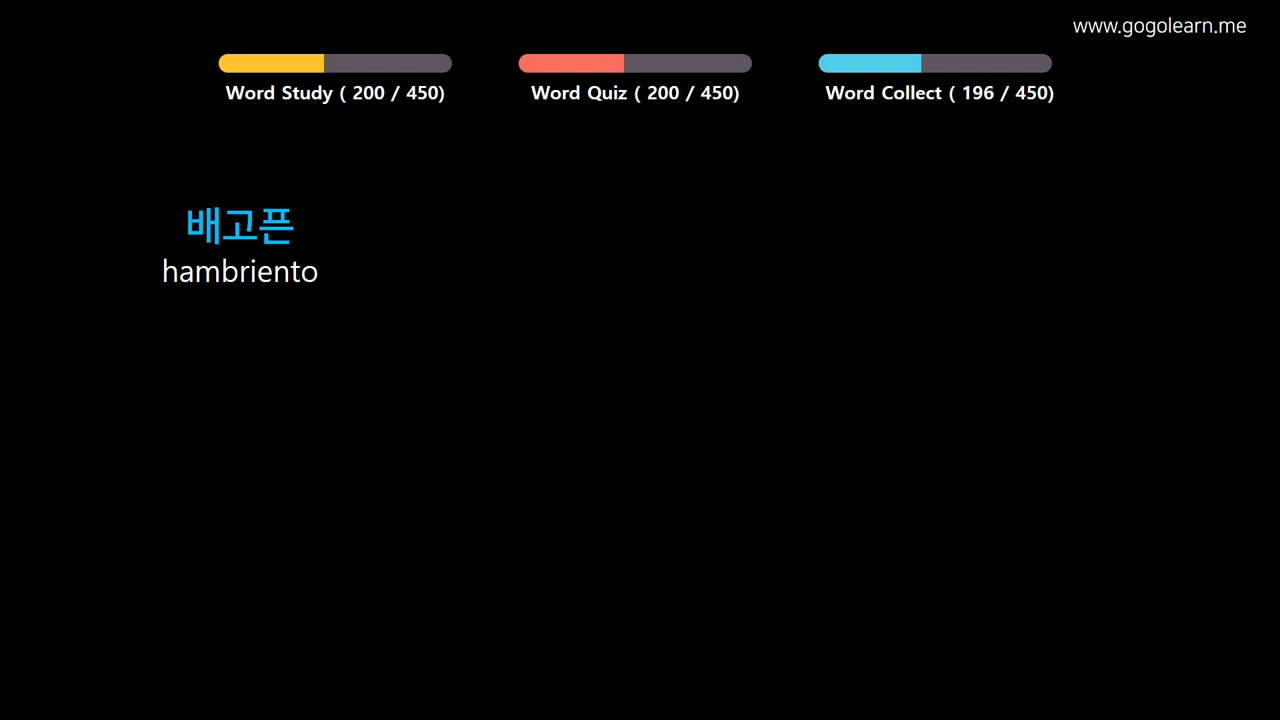 www.gogolearn.me
Word Study ( 200 / 450)
Word Quiz ( 200 / 450)
Word Collect ( 196 / 450)
배고픈
hambriento